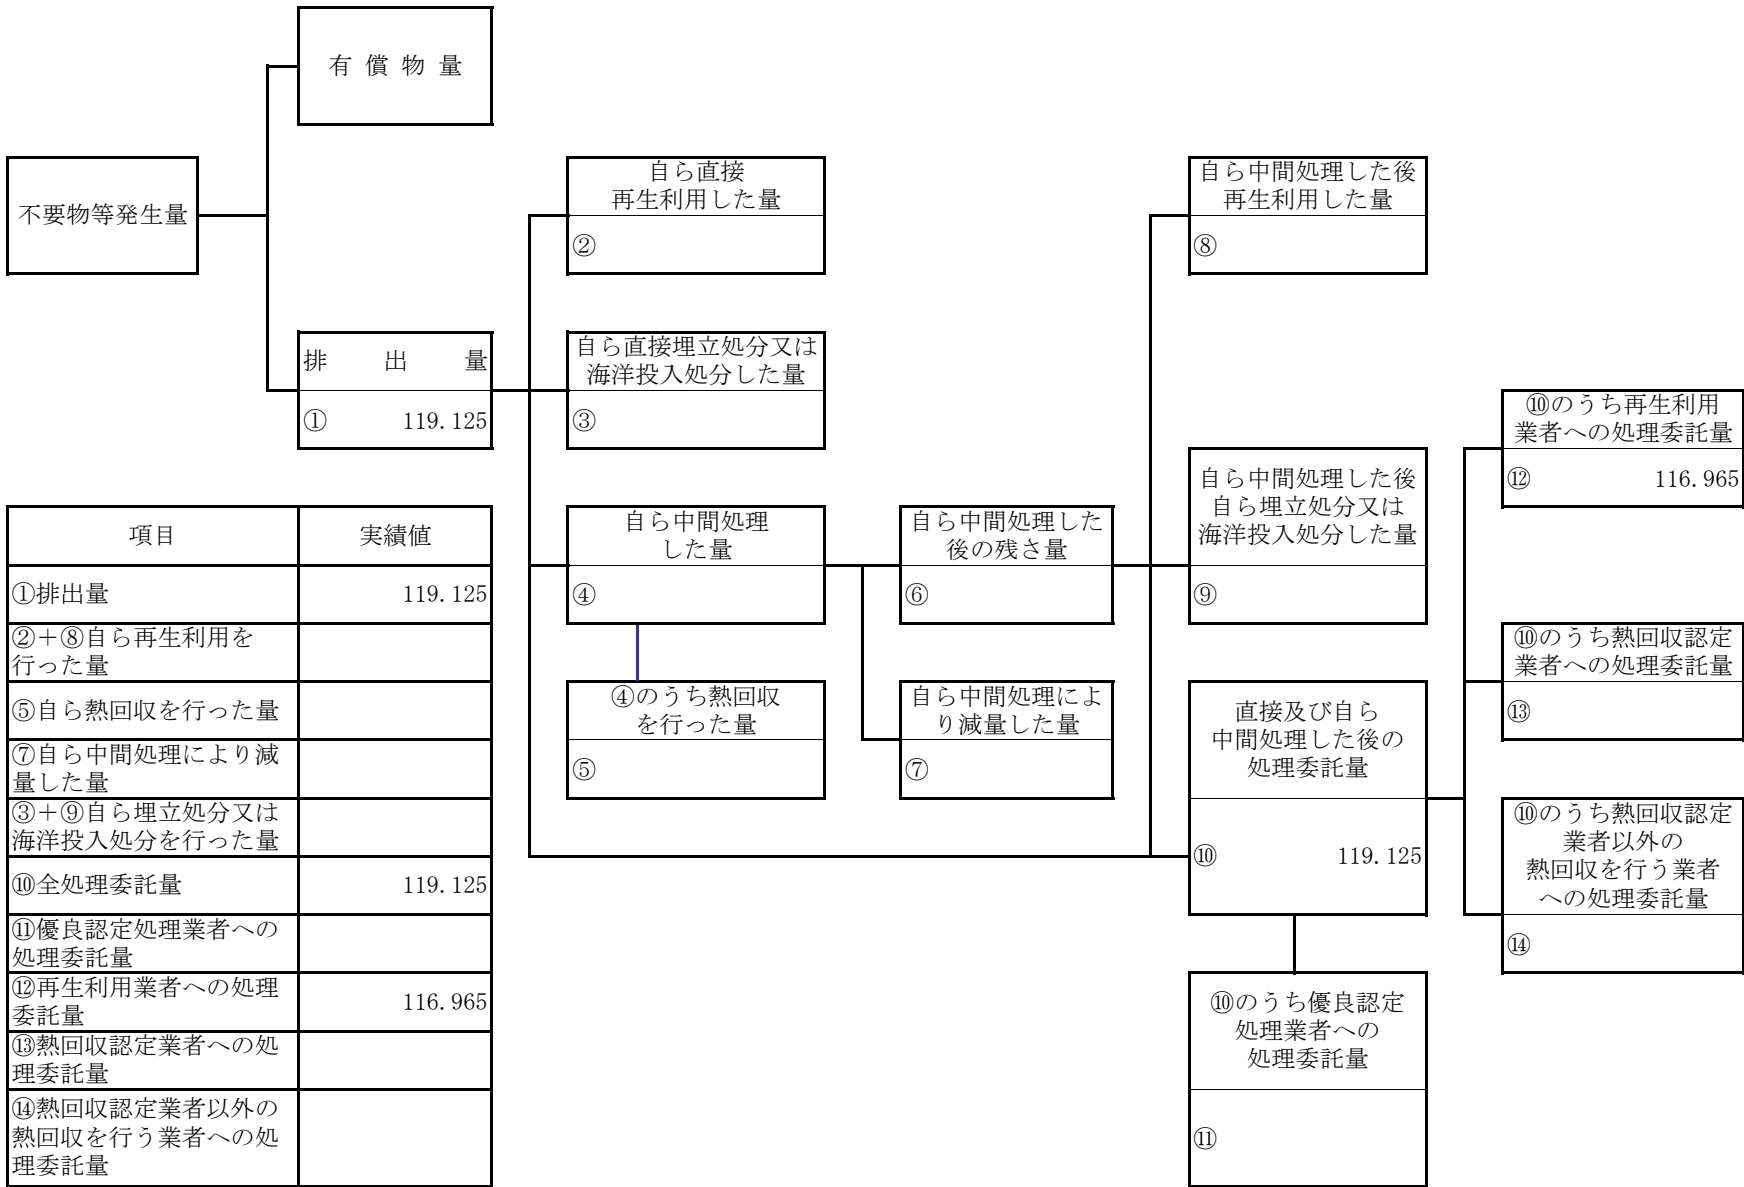 有償物量
不要物等発生量
排出量
① 119.125
自ら直接
再生利用した量
②
自ら直接埋立処分又は
海洋投入処分した量
③
自ら中間処理
した量
④
④のうち熱回収
を行った量
⑤
自ら中間処理した
後の残さ量
⑥
自ら中間処理によ
り減量した量
⑦
自ら中間処理した後
再生利用した量
⑧
自ら中間処理した後
自ら埋立処分又は
海洋投入処分した量
⑨
直接及び自ら
中間処理した後の
処理委託量
⑩ 119.125
⑩のうち優良認定
処理業者への
処理委託量
⑪
⑩のうち再生利用
業者への処理委託量
⑫ 116.965
⑩のうち熱回収認定
業者への処理委託量
⑬
⑩のうち熱回収認定
業者以外の
熱回収を行う業者
への処理委託量
⑭
項目 実績値
①排出量 119.125
②＋⑧自ら再生利用を
行った量
⑤自ら熱回収を行った量
⑦自ら中間処理により減
量した量
③＋⑨自ら埋立処分又は
海洋投入処分を行った量
⑩全処理委託量 119.125
⑪優良認定処理業者への
処理委託量
⑫再生利用業者への処理
委託量 116.965
⑬熱回収認定業者への処
理委託量
⑭熱回収認定業者以外の
熱回収を行う業者への処
理委託量